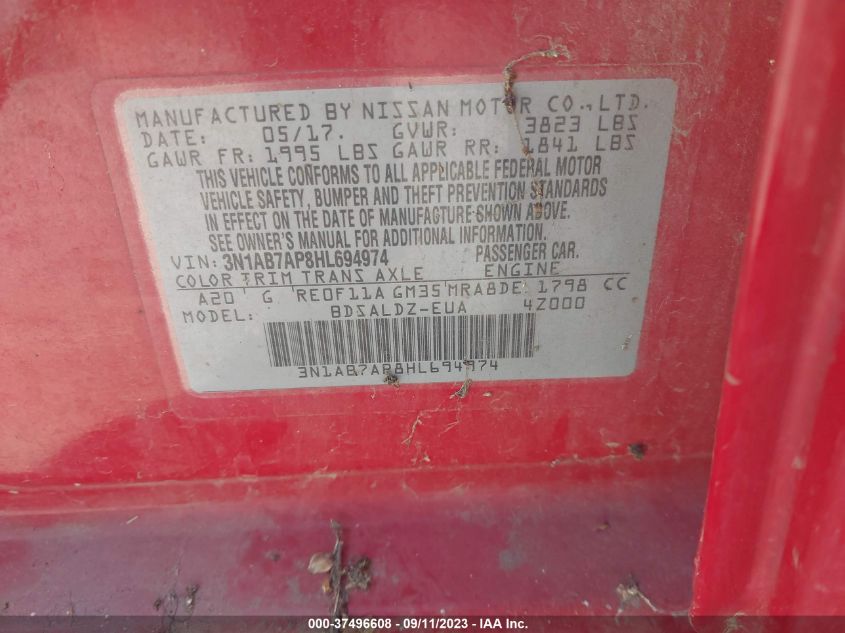 MANUFACTURED BY NISSAN MOTOR CO.,LTD.
DATE: 05/17. GVWR: 3823 LBS
GAWR FR: 1995 LBS GAWR RR: 1841 LBS
THIS VEHICLE CONFORMS TO ALL APPLICABLE FEDERAL MOTOR
VEHICLE SAFETY, BUMPER AND THEFT PREVENTION STANDARDS
IN EFFECT ON THE DATE OF MANUFACTURE SHOWN ABOVE.
SEE OWNER'S MANUAL FOR ADDITIONAL INFORMATION.
VIN: 3N1AB7AP8HL694974 PASSENGER CAR.
COLOR TRIM TRANS AXLE ENGINE
A20 G RE0F11A GM35 MRA8DE 1798 CC
MODEL: BDSALDZ-EUA 4Z000
3N1AB7AP8HL694974
000-37496608 - 09/11/2023 - IAAI.com